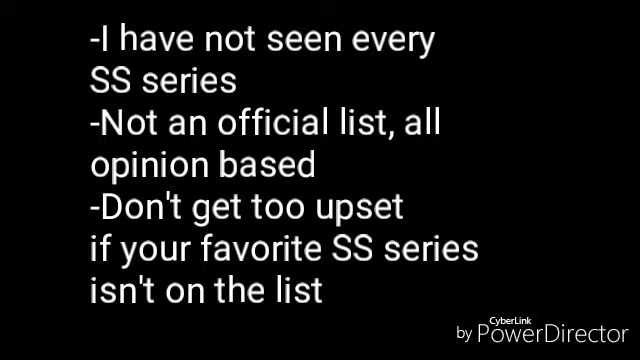 -I have not seen every
SS series
-Not an official list, all
opinion based
-Don't get too upset
if your favorite SS series
isn't on the list
CyberLink
by PowerDirector